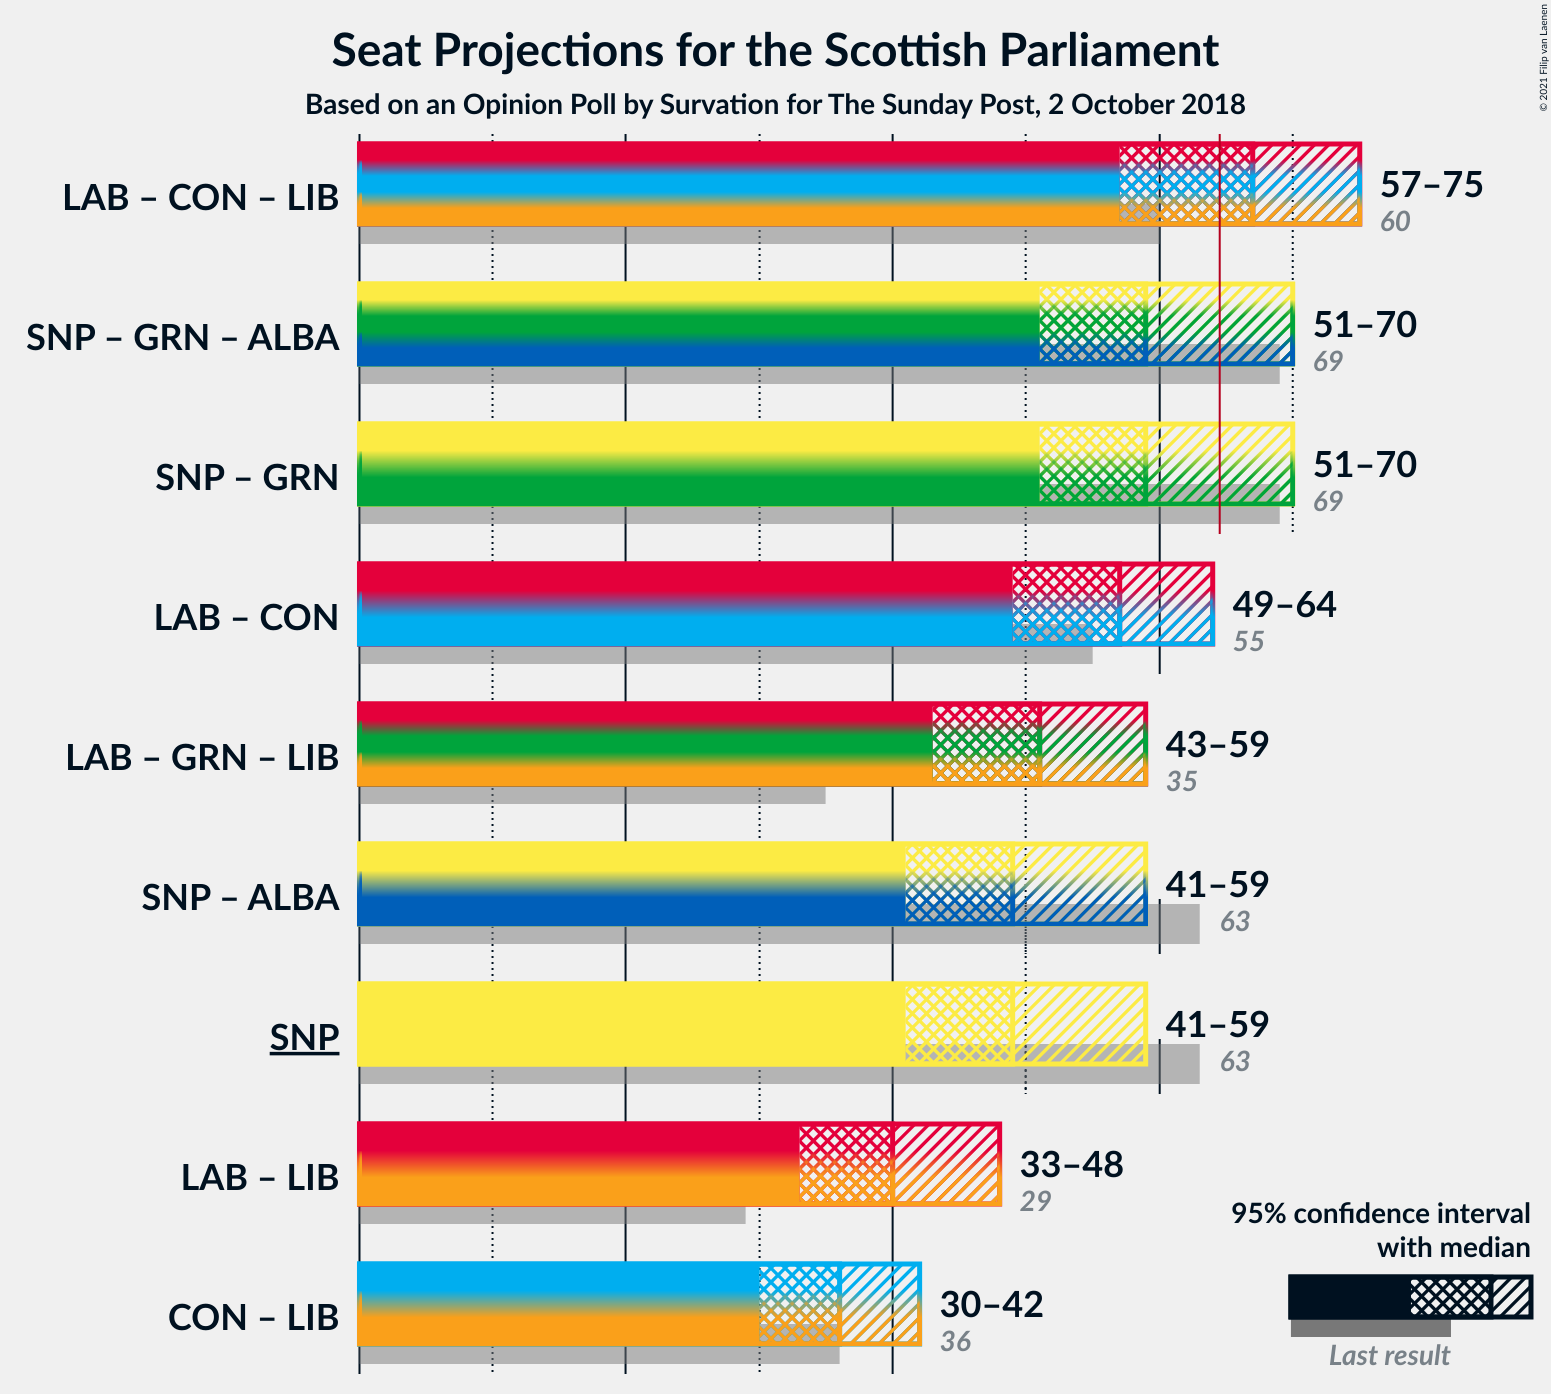 Seat Projections for the Scottish Parliament
Based on an Opinion Poll by Survation for The Sunday Post, 2 October 2018
© 2021 Filip van Laenen
LAB – CON – LIB
57–75
60
SNP – GRN – ALBA
51–70
69
SNP – GRN
51–70
69
LAB – CON
49–64
55
LAB – GRN – LIB
43–59
35
SNP – ALBA
41–59
63
SNP
41–59
63
LAB – LIB
33–48
29
CON – LIB
30–42
36
95% confidence interval
with median
Last result